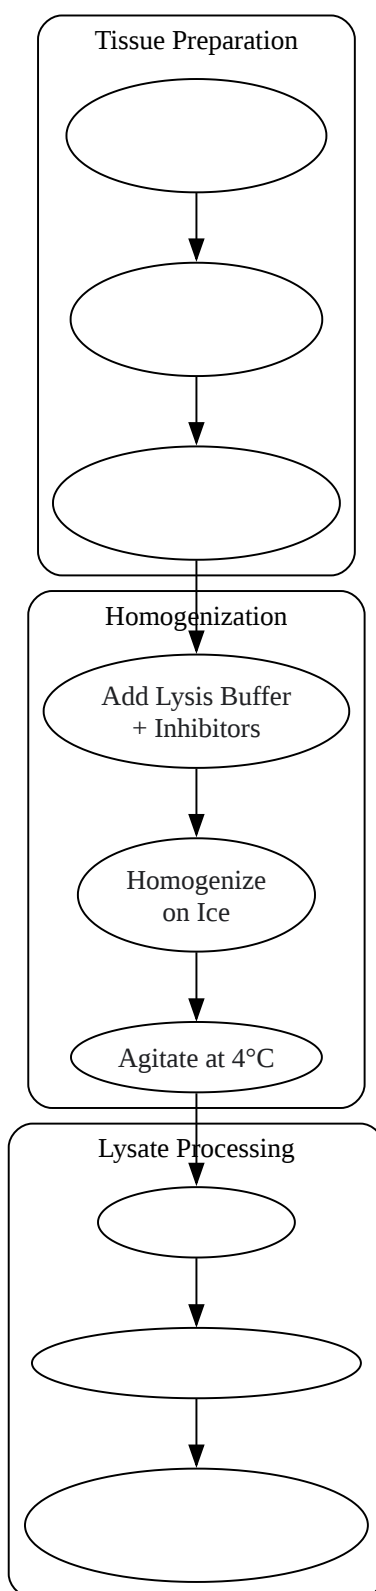 Tissue Preparation
Homogenization
Add Lysis Buffer
+ Inhibitors
Homogenize
on Ice
Agitate at 4°C
Lysate Processing